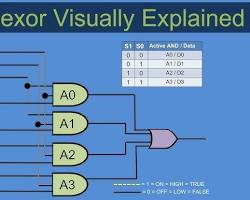 exor Visually Explained
S1 S0 Active AND / Data
0 0 A0 / D0
0 1 A1 / D1
1 0 A2 / D2
1 1 A3 / D3
A0
A1
A2
A3
= 1 = ON = HIGH = TRUE
= 0 = OFF = LOW = FALSE